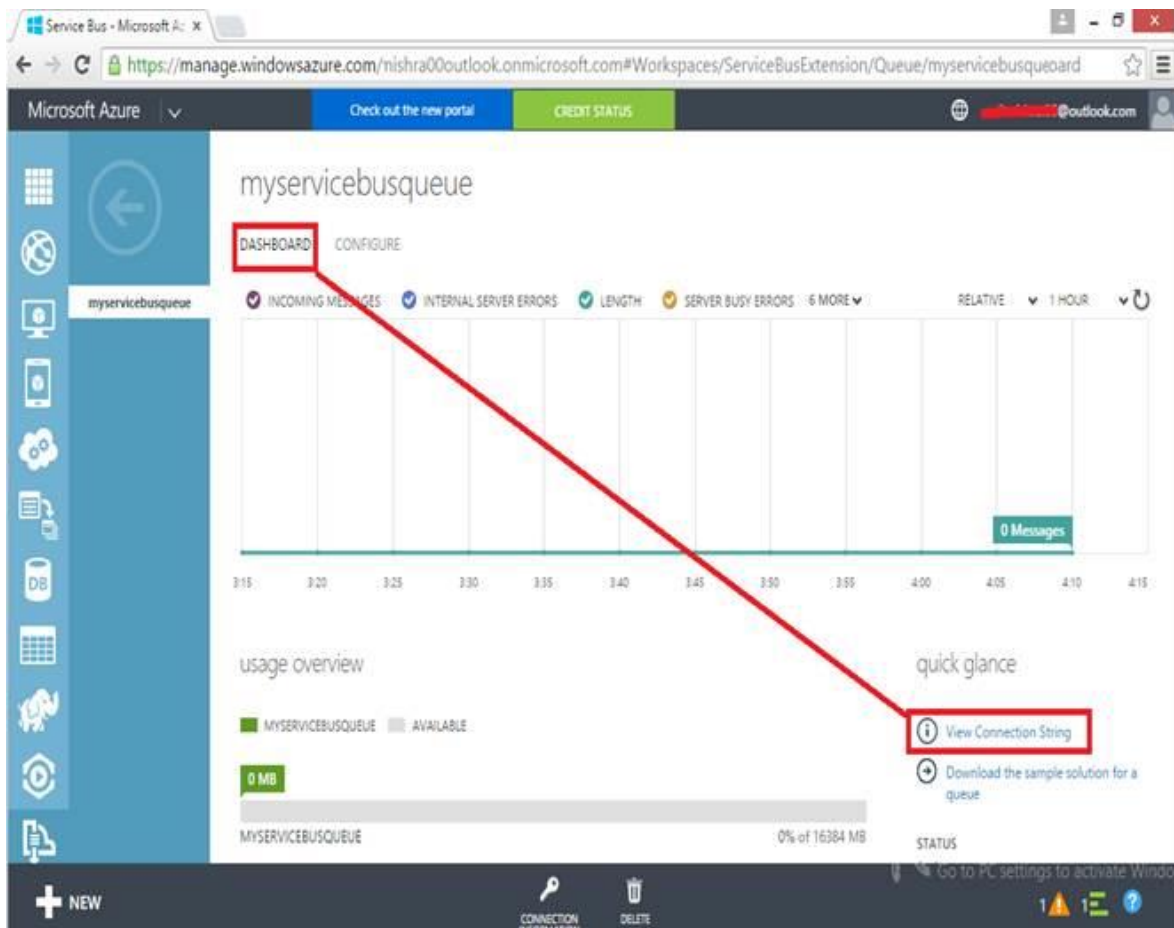 Service Bus - Microsoft Az
https://manage.windowsazure.com/nishra00outlook.onmicrosoft.com#Workspaces/ServiceBusExtension/Queue/myservicebusqueoard
Microsoft Azure
Check out the new portal
CREDIT STATUS
@outlook.com
myservicebusqueue
DASHBOARD CONFIGURE
myservicebusqueue
INCOMING MESSAGES INTERNAL SERVER ERRORS LENGTH SERVER BUSY ERRORS 6 MORE RELATIVE 1 HOUR
0 Messages
3:15 3:20 3:25 3:30 3:35 3:40 3:45 3:50 3:55 4:00 4:05 4:10 4:15
DB
usage overview
MYSERVICEBUSQUEUE AVAILABLE
0 MB
MYSERVICEBUSQUEUE 0% of 16384 MB
quick glance
View Connection String
Download the sample solution for a
queue
STATUS
Go to PC settings to activate Windo
NEW
CONNECTION
INFORMATION
DELETE
1 1